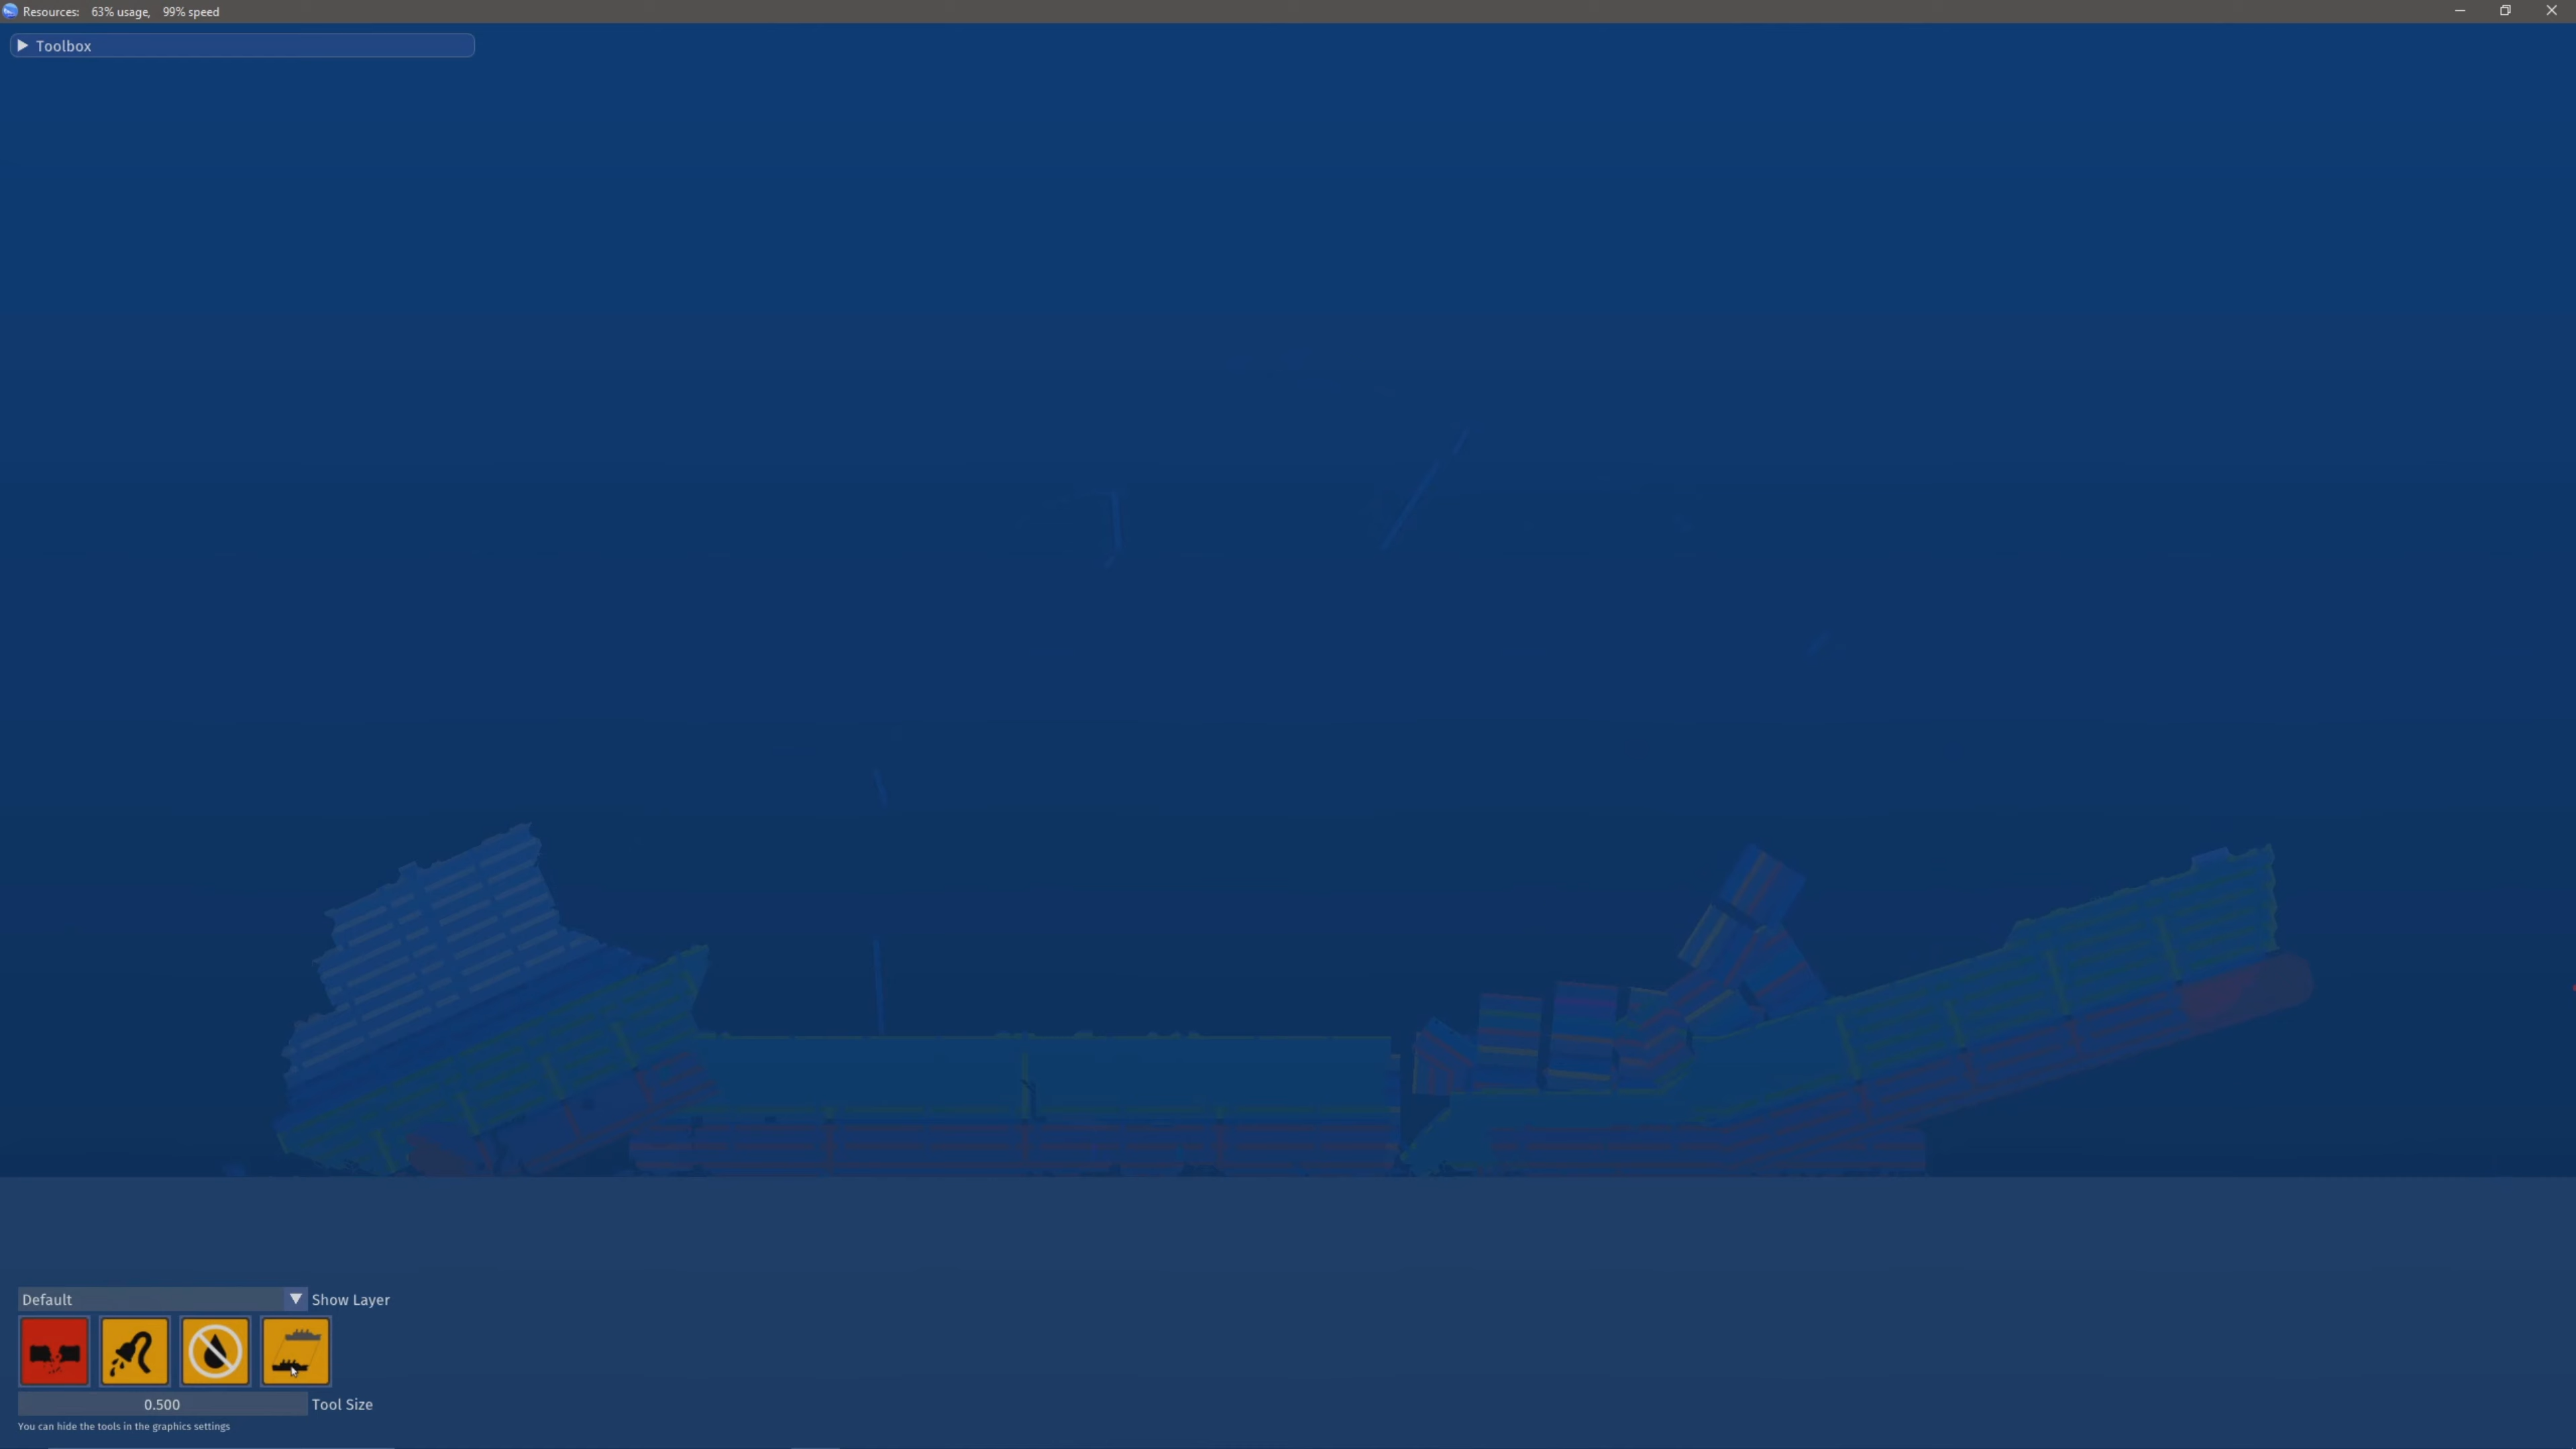 Resources: 63% usage, 99% speed
Toolbox
Default
Show Layer
0.500
Tool Size
You can hide the tools in the graphics settings